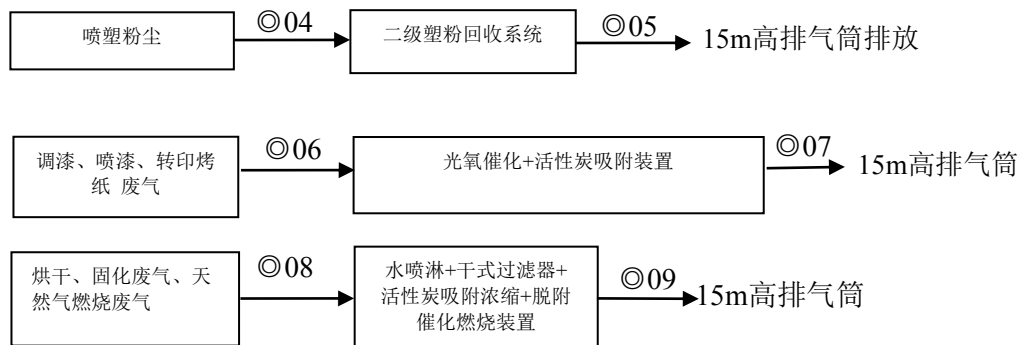 喷塑粉尘
◎04
二级塑粉回收系统
◎05
15m高排气筒排放
调漆、喷漆、转印烤
纸 废气
◎06
光氧催化+活性炭吸附装置
◎07
15m高排气筒
烘干、固化废气、天
然气燃烧废气
◎08
水喷淋+干式过滤器+
活性炭吸附浓缩+脱附
催化燃烧装置
◎09
15m高排气筒